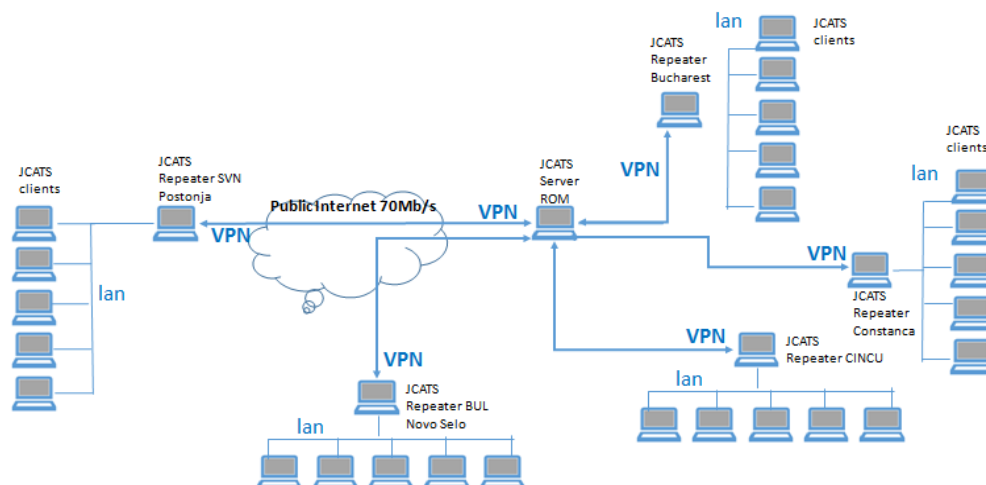 lan
JCATS
Repeater
Bucharest
JCATS
clients
JCATS
clients
lan
VPN
JCATS
clients
JCATS
Repeater SVN
Postonja
JCATS
Server
ROM
Public Internet 70Mb/s
VPN
VPN
lan
VPN
JCATS
Repeater
Constanca
VPN
JCATS
Repeater CINCU
lan
VPN
JCATS
Repeater BUL
Novo Selo
lan